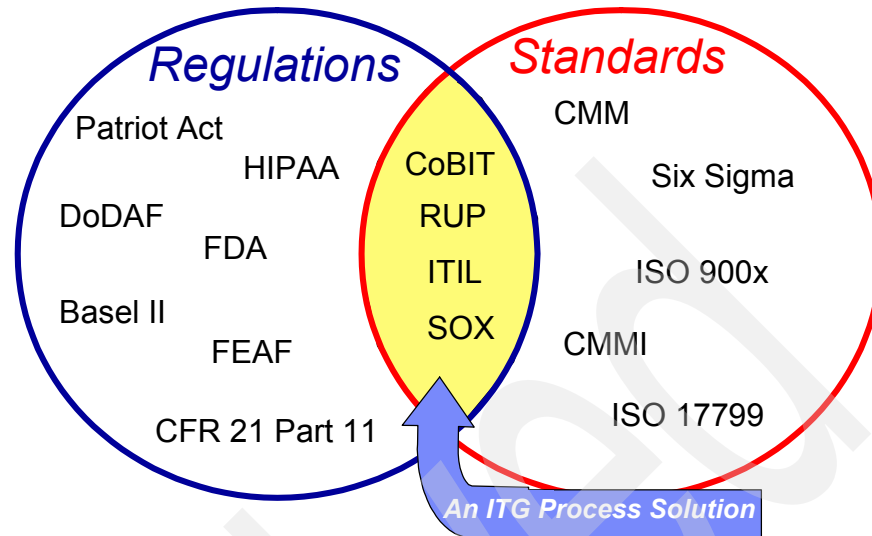 Regulations
Standards
Patriot Act
HIPAA
DoDAF
FDA
Basel II
FEAF
CFR 21 Part 11
CoBIT
RUP
ITIL
SOX
CMM
Six Sigma
ISO 900x
CMMI
ISO 17799
An ITG Process Solution